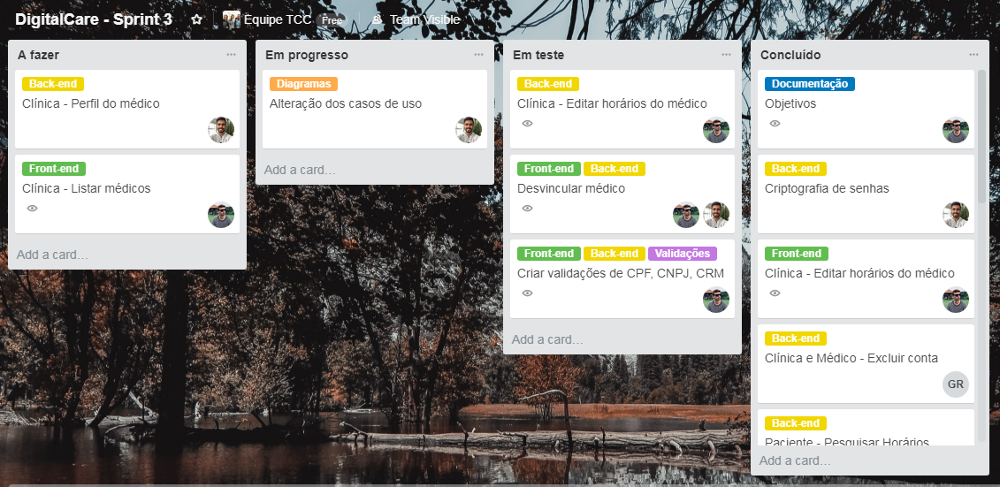 DigitalCare - Sprint 3
Equipe TCC Free
Team Visible
A fazer
Back-end
Clínica - Perfil do médico
Front-end
Clínica - Listar médicos
Add a card…
Em progresso
Diagramas
Alteração dos casos de uso
Add a card…
Em teste
Back-end
Clínica - Editar horários do médico
Front-end Back-end
Desvincular médico
Front-end Back-end Validações
Criar validações de CPF, CNPJ, CRM
Add a card…
Concluído
Documentação
Objetivos
Back-end
Criptografia de senhas
Front-end
Clínica - Editar horários do médico
Back-end
Clínica e Médico - Excluir conta
GR
Back-end
Paciente - Pesquisar Horários
Add a card…